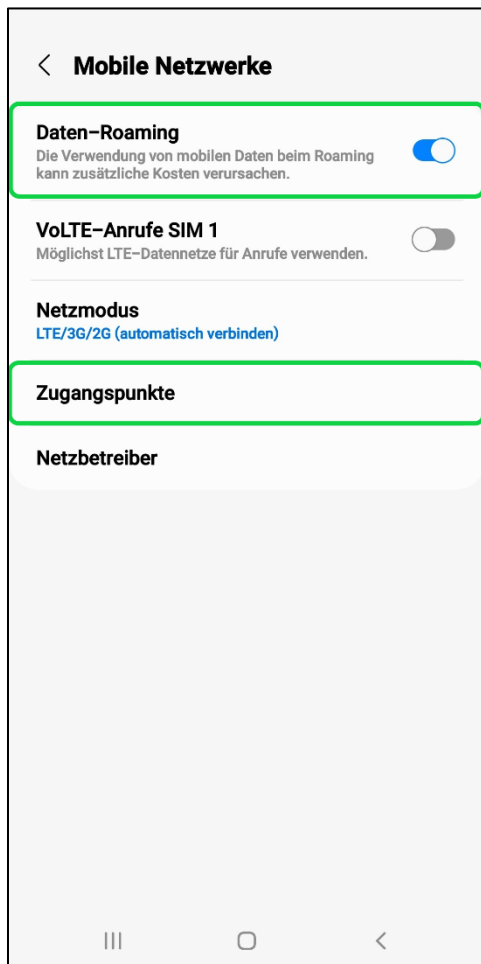 Mobile Netzwerke
Daten-Roaming
Die Verwendung von mobilen Daten beim Roaming
kann zusätzliche Kosten verursachen.
VoLTE-Anrufe SIM 1
Möglichst LTE-Datennetze für Anrufe verwenden.
Netzmodus
LTE/3G/2G (automatisch verbinden)
Zugangspunkte
Netzbetreiber